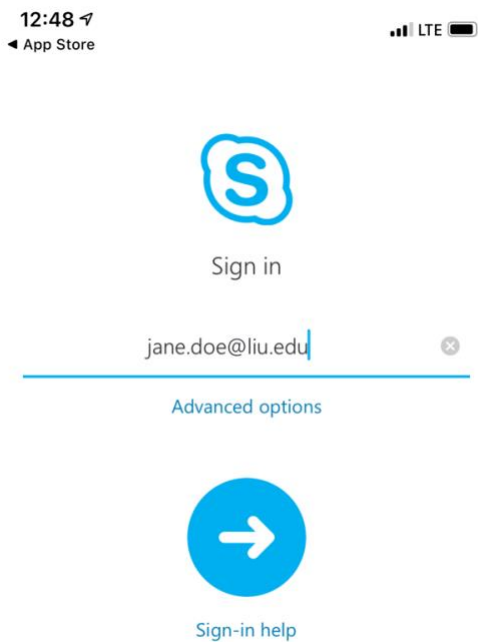 12:48
LTE
◀ App Store
S
Sign in
jane.doe@liu.edu
Advanced options
Sign-in help